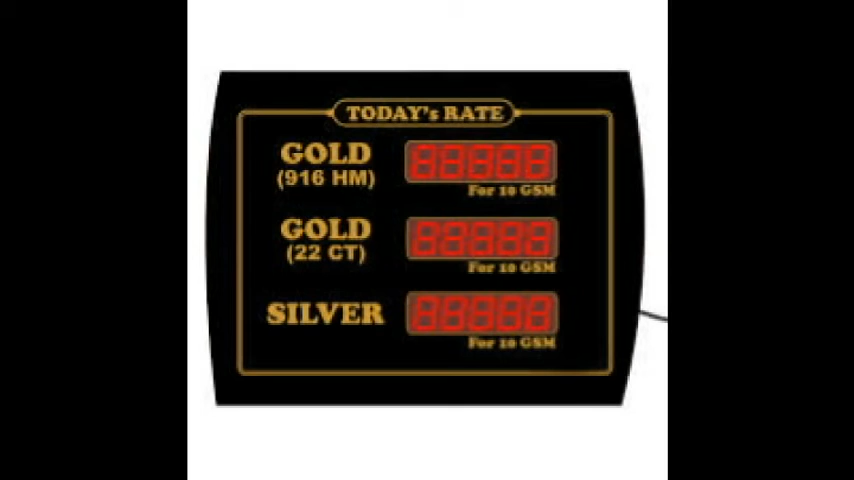 TODAY's RATE
GOLD
(916 HM)
For 10 GSM
GOLD
(22 CT)
For 10 GSM
SILVER
For 10 GSM